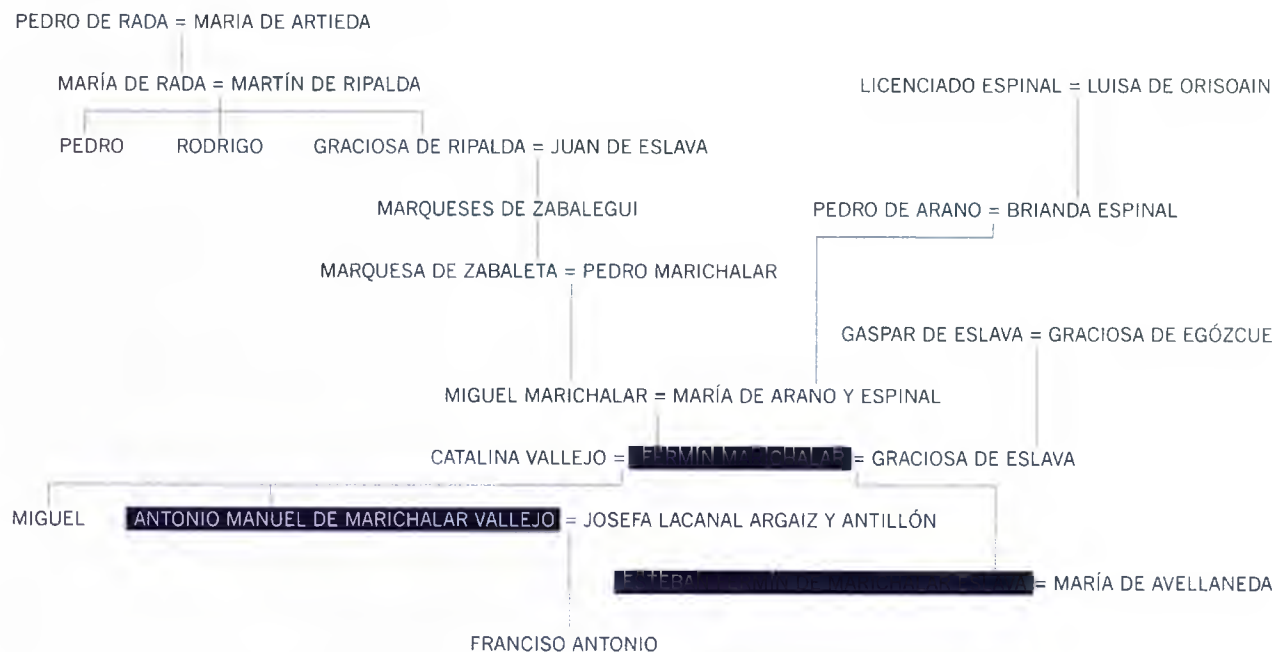 PEDRO DE RADA = MARIA DE ARTIEDA
MARÍA DE RADA = MARTÍN DE RIPALDA
LICENCIADO ESPINAL = LUISA DE ORISOAIN
PEDRO RODRIGO GRACIOSA DE RIPALDA = JUAN DE ESLAVA
MARQUESES DE ZABALEGUI
PEDRO DE ARANO = BRIANDA ESPINAL
MARQUESA DE ZABALETA = PEDRO MARICHALAR
GASPAR DE ESLAVA = GRACIOSA DE EGÓZCUE
MIGUEL MARICHALAR = MARÍA DE ARANO Y ESPINAL
CATALINA VALLEJO = FERMÍN MARICHALAR = GRACIOSA DE ESLAVA
MIGUEL ANTONIO MANUEL DE MARICHALAR VALLEJO = JOSEFA LACANAL ARGAIZ Y ANTILLÓN
= MARÍA DE AVELLANEDA
FRANCISO ANTONIO